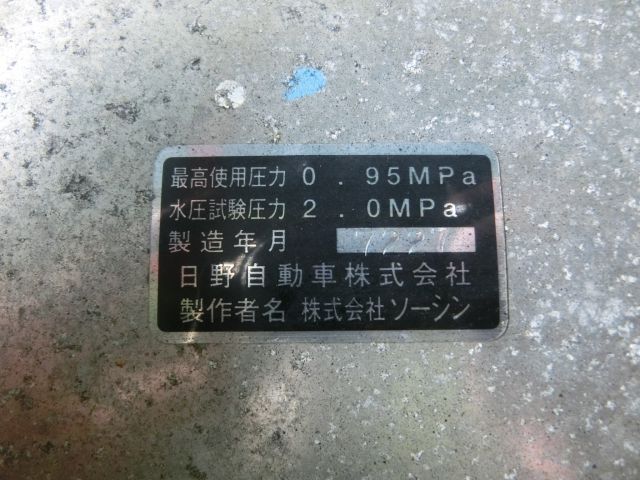 最高使用圧力 0.95MPa
水圧試験圧力 2.0MPa
製造年月
日野自動車株式会社
製作者名 株式会社ソーシン